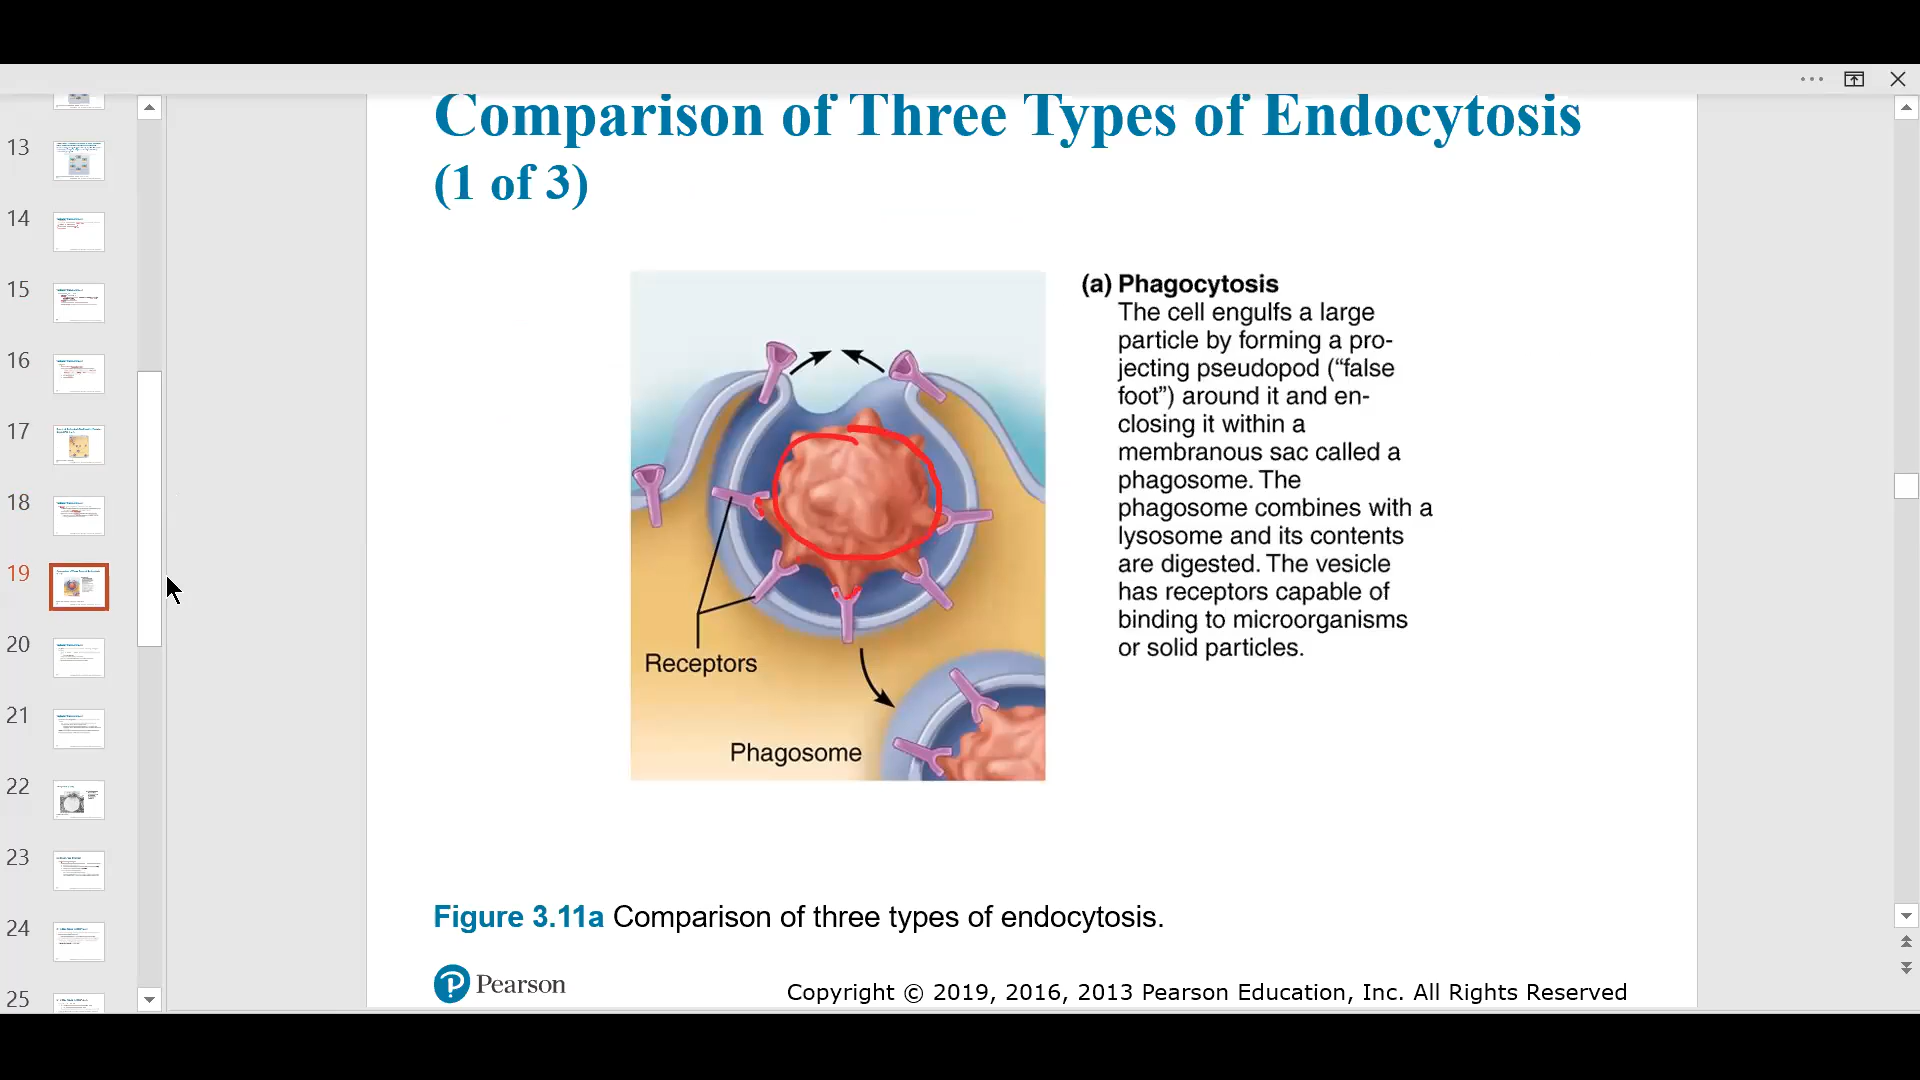 Comparison of Three Types of Endocytosis
(1 of 3)
13
14
15
16
17
18
19
20
21
22
23
24
25
(a) Phagocytosis
The cell engulfs a large
particle by forming a pro-
jecting pseudopod (“false
foot”) around it and en-
closing it within a
membranous sac called a
phagosome. The
phagosome combines with a
lysosome and its contents
are digested. The vesicle
has receptors capable of
binding to microorganisms
or solid particles.
Receptors
Phagosome
Figure 3.11a Comparison of three types of endocytosis.
Pearson
Copyright © 2019, 2016, 2013 Pearson Education, Inc. All Rights Reserved